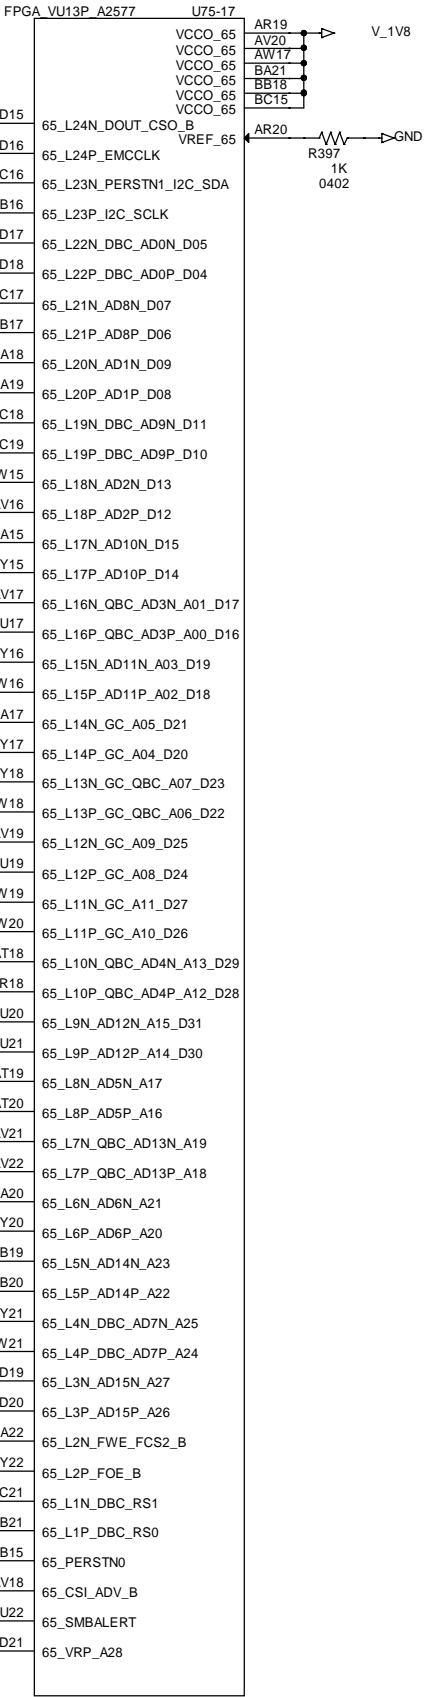 FPGA_VU13P_A2577 U75-17
VCCO_65 AR19 V_1V8
VCCO_65 AV20
VCCO_65 AW17
VCCO_65 BA21
VCCO_65 BB18
VCCO_65 BC15
D15 65_L24N_DOUT_CSO_B
VREF_65 AR20 GND
R397
1K
0402
D16 65_L24P_EMCCLK
C16 65_L23N_PERSTN1_I2C_SDA
B16 65_L23P_I2C_SCLK
D17 65_L22N_DBC_AD0N_D05
D18 65_L22P_DBC_AD0P_D04
C17 65_L21N_AD8N_D07
B17 65_L21P_AD8P_D06
A18 65_L20N_AD1N_D09
A19 65_L20P_AD1P_D08
C18 65_L19N_DBC_AD9N_D11
C19 65_L19P_DBC_AD9P_D10
W15 65_L18N_AD2N_D13
V16 65_L18P_AD2P_D12
A15 65_L17N_AD10N_D15
Y15 65_L17P_AD10P_D14
V17 65_L16N_QBC_AD3N_A01_D17
U17 65_L16P_QBC_AD3P_A00_D16
Y16 65_L15N_AD11N_A03_D19
W16 65_L15P_AD11P_A02_D18
A17 65_L14N_GC_A05_D21
Y17 65_L14P_GC_A04_D20
Y18 65_L13N_GC_QBC_A07_D23
W18 65_L13P_GC_QBC_A06_D22
V19 65_L12N_GC_A09_D25
U19 65_L12P_GC_A08_D24
W19 65_L11N_GC_A11_D27
W20 65_L11P_GC_A10_D26
T18 65_L10N_QBC_AD4N_A13_D29
R18 65_L10P_QBC_AD4P_A12_D28
U20 65_L9N_AD12N_A15_D31
U21 65_L9P_AD12P_A14_D30
T19 65_L8N_AD5N_A17
T20 65_L8P_AD5P_A16
V21 65_L7N_QBC_AD13N_A19
V22 65_L7P_QBC_AD13P_A18
A20 65_L6N_AD6N_A21
Y20 65_L6P_AD6P_A20
B19 65_L5N_AD14N_A23
B20 65_L5P_AD14P_A22
Y21 65_L4N_DBC_AD7N_A25
W21 65_L4P_DBC_AD7P_A24
D19 65_L3N_AD15N_A27
D20 65_L3P_AD15P_A26
A22 65_L2N_FWE_FCS2_B
Y22 65_L2P_FOE_B
C21 65_L1N_DBC_RS1
B21 65_L1P_DBC_RS0
B15 65_PERSTN0
V18 65_CSI_ADV_B
U22 65_SMBALERT
D21 65_VRP_A28